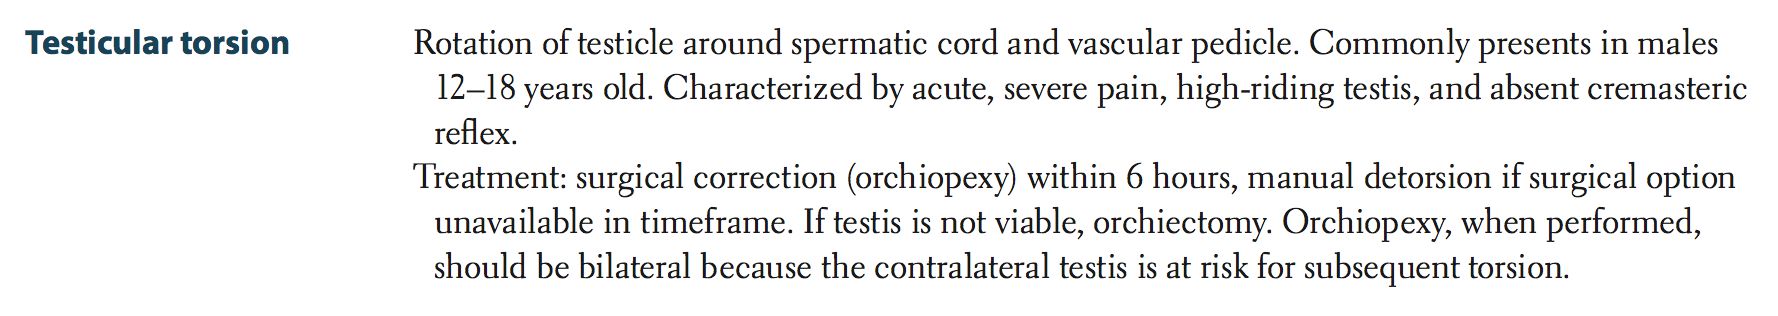 Testicular torsion
Rotation of testicle around spermatic cord and vascular pedicle. Commonly presents in males
12–18 years old. Characterized by acute, severe pain, high-riding testis, and absent cremasteric
reflex.
Treatment: surgical correction (orchiopexy) within 6 hours, manual detorsion if surgical option
unavailable in timeframe. If testis is not viable, orchiectomy. Orchiopexy, when performed,
should be bilateral because the contralateral testis is at risk for subsequent torsion.